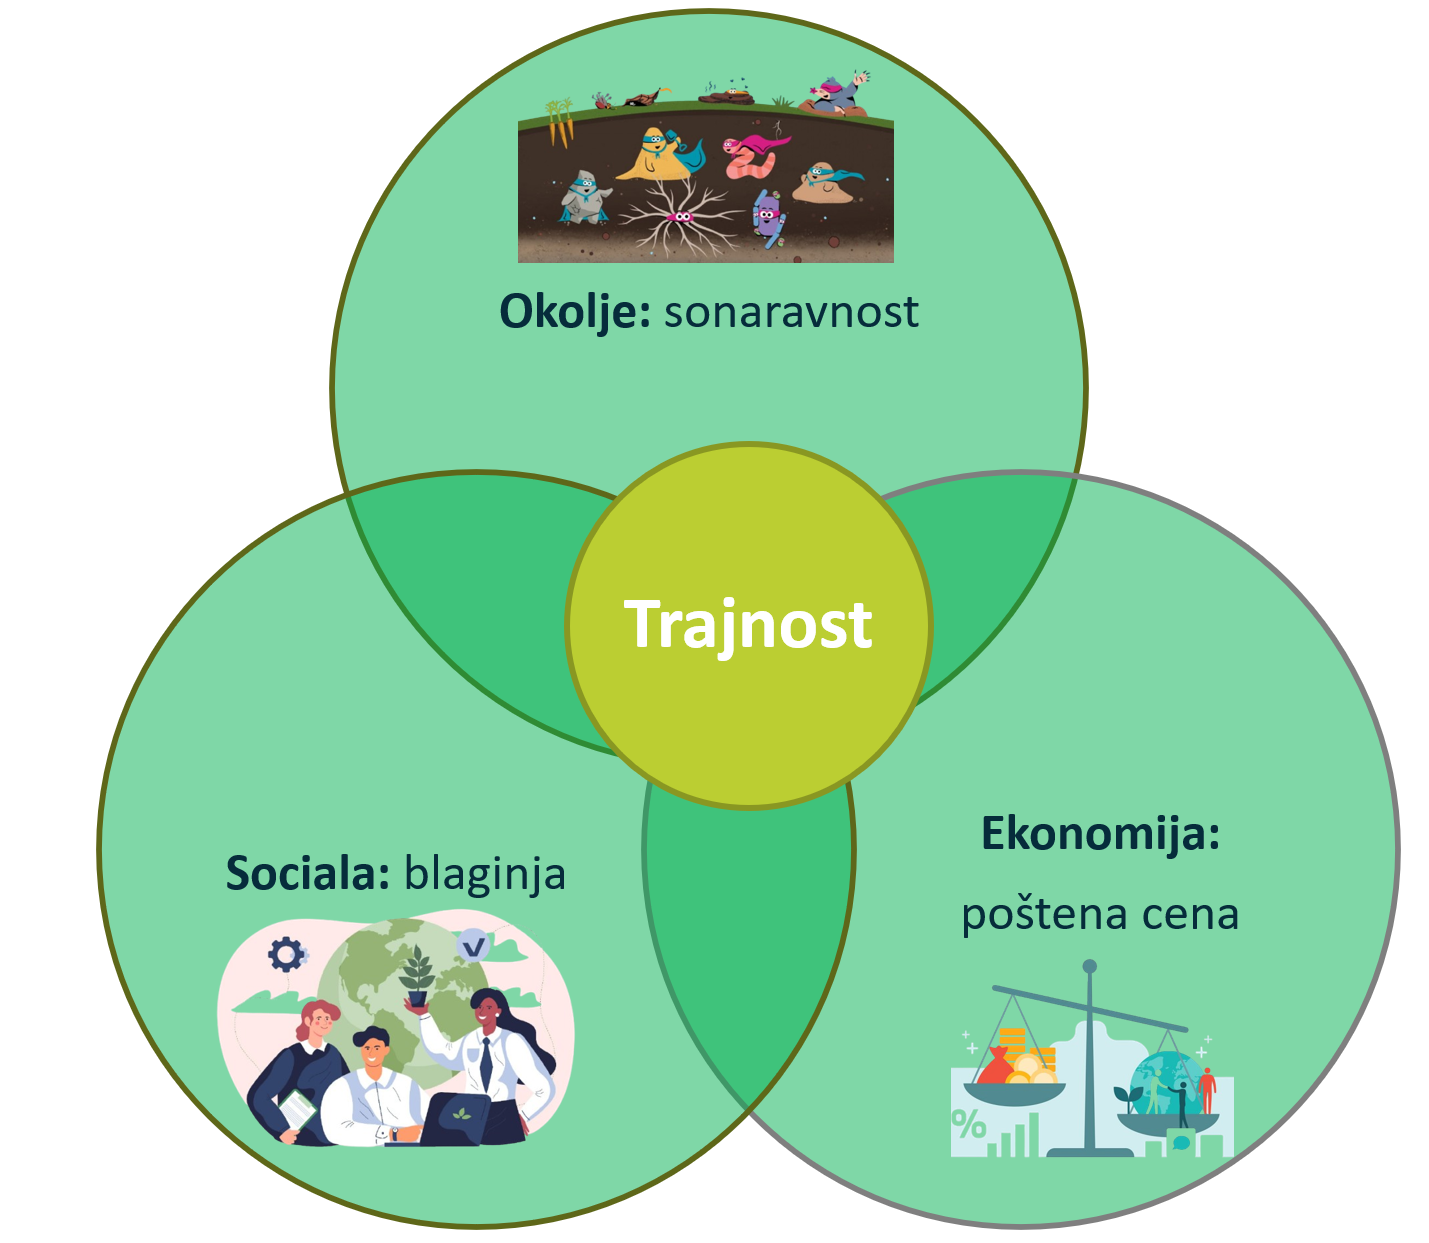 Okolje: sonaravnost
Trajnost
Sociala: blaginja
Ekonomija:
poštena cena
%